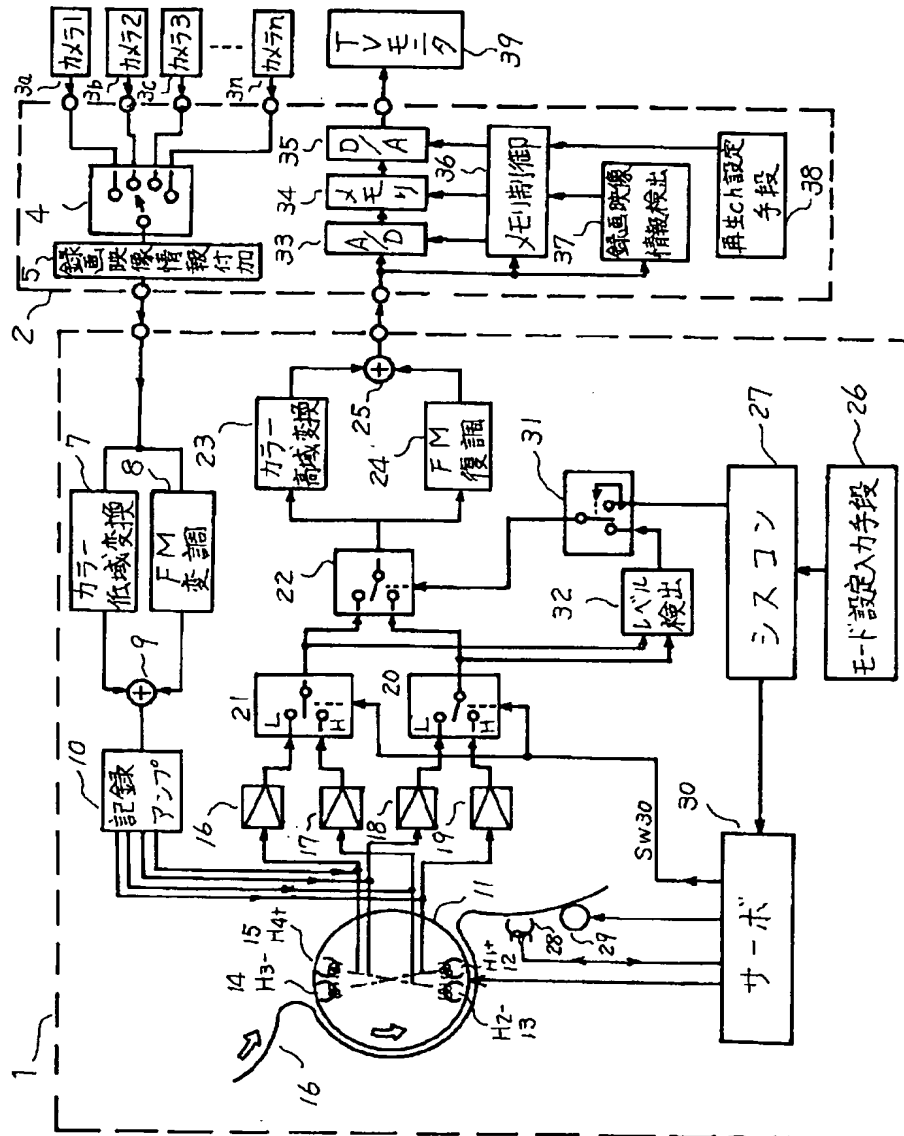 カメラ1
カメラ2
カメラ3
カメラn
3a
3b
3c
3n
4
録画映像情報付加
5
2
TVモニタ
39
D/A
35
メモリ
34
A/D
33
メモリ制御
36
録画映像
情報検出
37
再生ch設定
手段
38
1
カラー
低域変換
7
FM
変調
8
+
9
記録
アンプ
10
カラー
高域変換
23
FM
復調
24
+
25
22
31
レベル
検出
32
シスコン
27
モード設定入力手段
26
L
H
21
L
H
20
16
17
18
19
SW30
サーボ
30
11
15
H4+
14
H3-
H1+
12
H2-
13
28
29
16